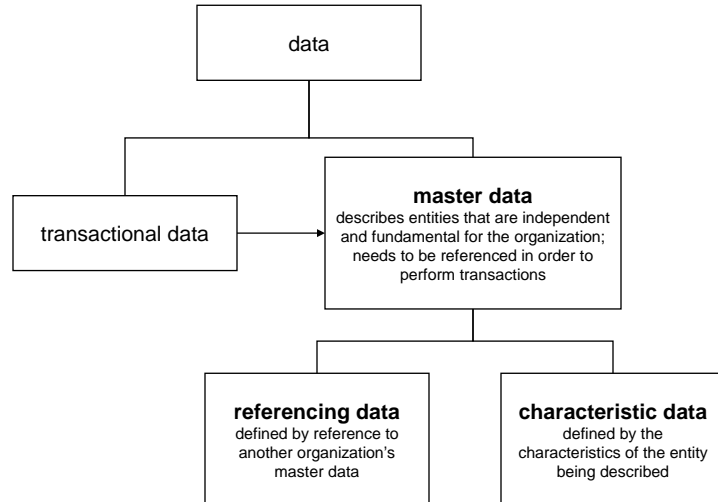 data
transactional data
master data
describes entities that are independent
and fundamental for the organization;
needs to be referenced in order to
perform transactions
referencing data
defined by reference to
another organization's
master data
characteristic data
defined by the
characteristics of the entity
being described